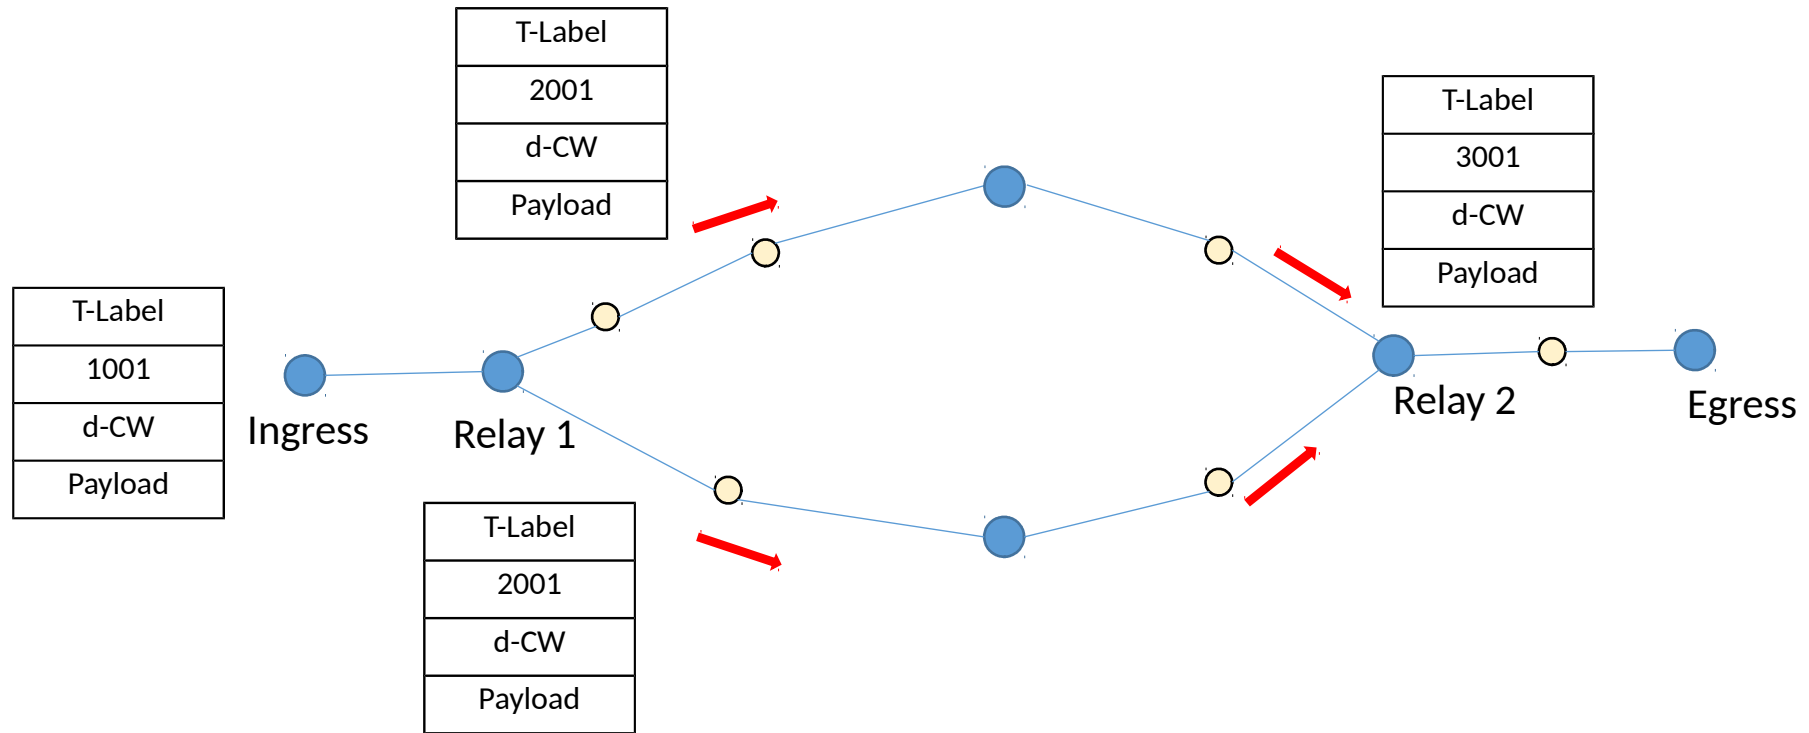 T-Label
2001
d-CW
Payload
T-Label
3001
d-CW
Payload
T-Label
1001
d-CW
Payload
Ingress
Relay 1
Relay 2
Egress
T-Label
2001
d-CW
Payload